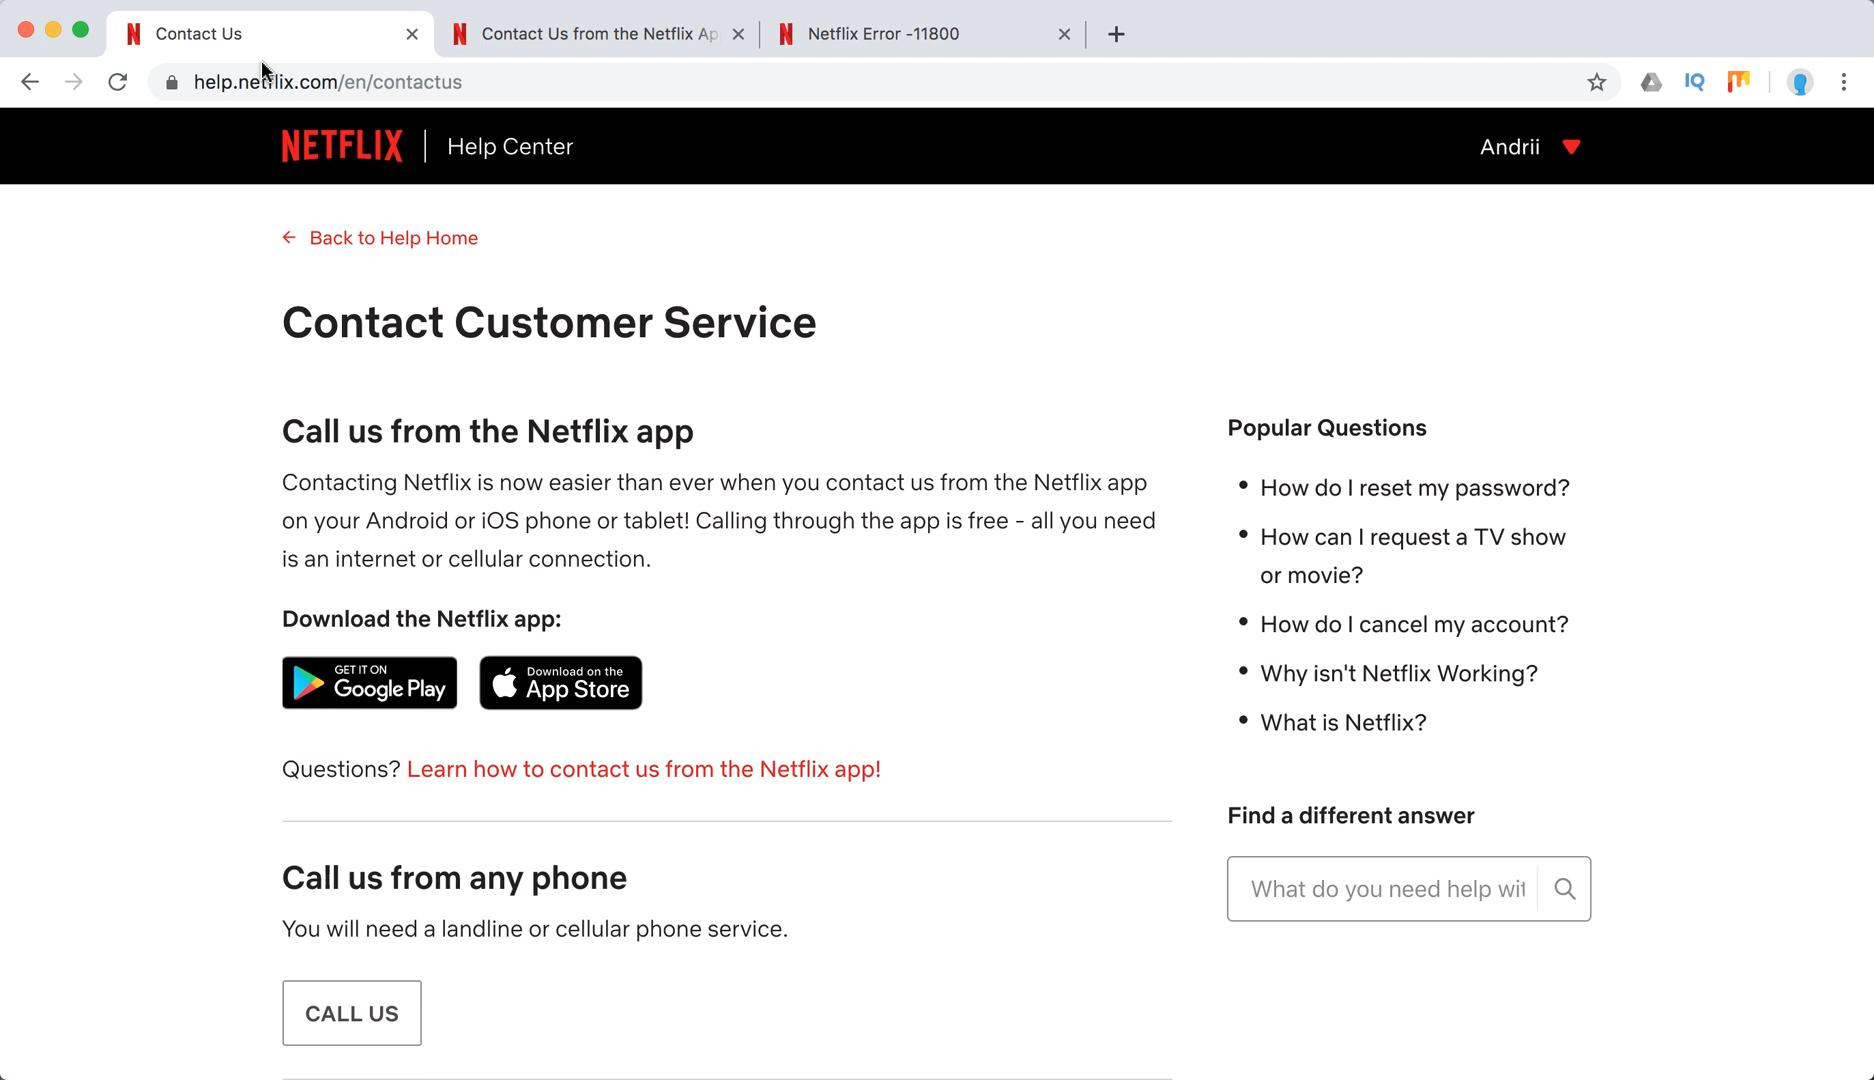 Contact Us
Contact Us from the Netflix Ap
Netflix Error -11800
help.netflix.com/en/contactus
IQ
NETFLIX
Help Center
Andrii
Back to Help Home
Contact Customer Service
Call us from the Netflix app
Contacting Netflix is now easier than ever when you contact us from the Netflix app
on your Android or iOS phone or tablet! Calling through the app is free - all you need
is an internet or cellular connection.
Download the Netflix app:
GET IT ON
Google Play
Download on the
App Store
Questions? Learn how to contact us from the Netflix app!
Call us from any phone
You will need a landline or cellular phone service.
CALL US
Popular Questions
• How do I reset my password?
• How can I request a TV show
or movie?
• How do I cancel my account?
• Why isn't Netflix Working?
• What is Netflix?
Find a different answer
What do you need help wit